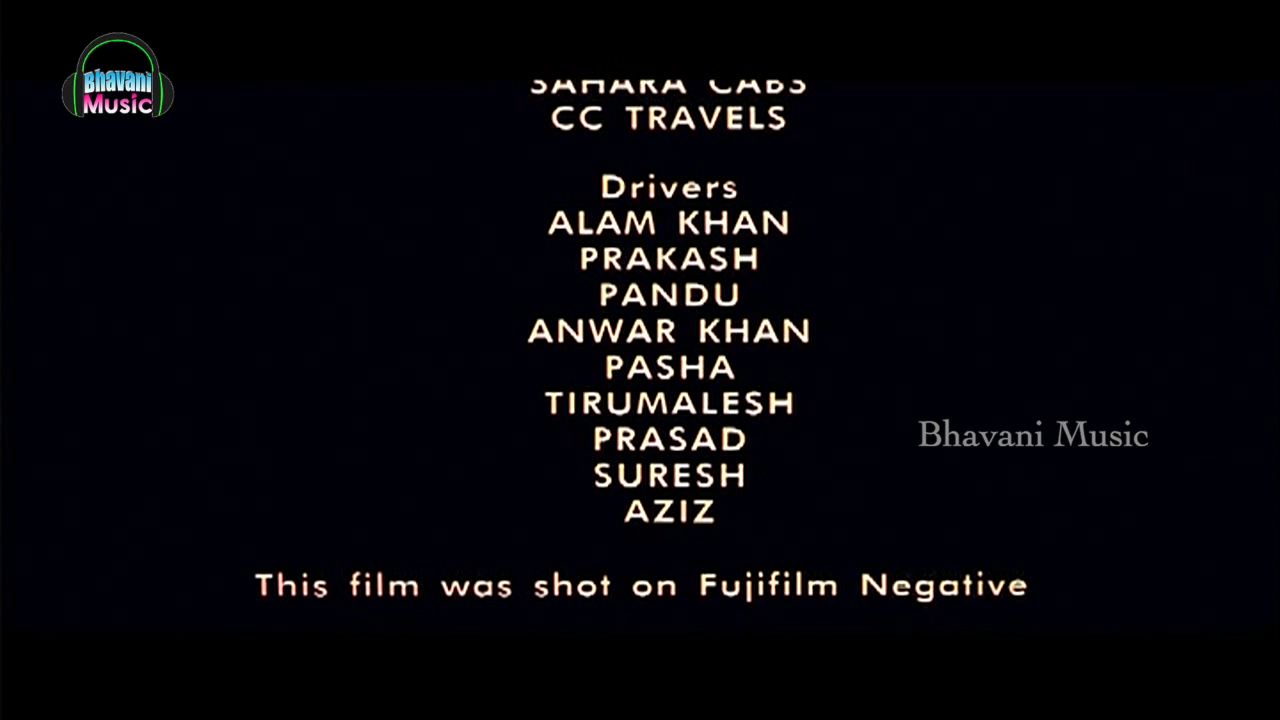 Bhavani
Music
SAHARA CABS
CC TRAVELS
Drivers
ALAM KHAN
PRAKASH
PANDU
ANWAR KHAN
PASHA
TIRUMALESH
PRASAD
SURESH
AZIZ
Bhavani Music
This film was shot on Fujifilm Negative